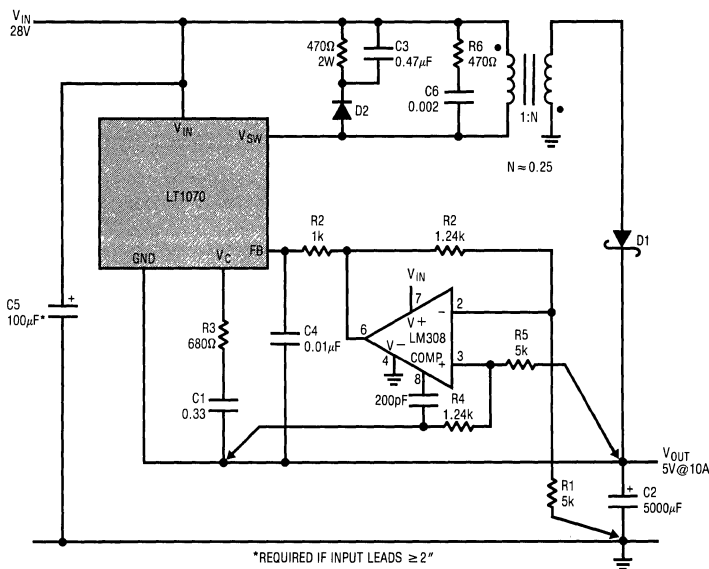 VIN
28V
470Ω
2W
C3
0.47µF
R6
470Ω
C6
0.002
D2
1:N
N ≈ 0.25
VIN
VSW
LT1070
FB
GND
VC
R2
1k
R2
1.24k
D1
C5
100µF*
+
R3
680Ω
C4
0.01µF
VIN
7
V+
−
2
6
LM308
V−
4
COMP
+
3
8
R5
5k
C1
0.33
200pF
R4
1.24k
VOUT
5V@10A
R1
5k
+
C2
5000µF
*REQUIRED IF INPUT LEADS ≥2″